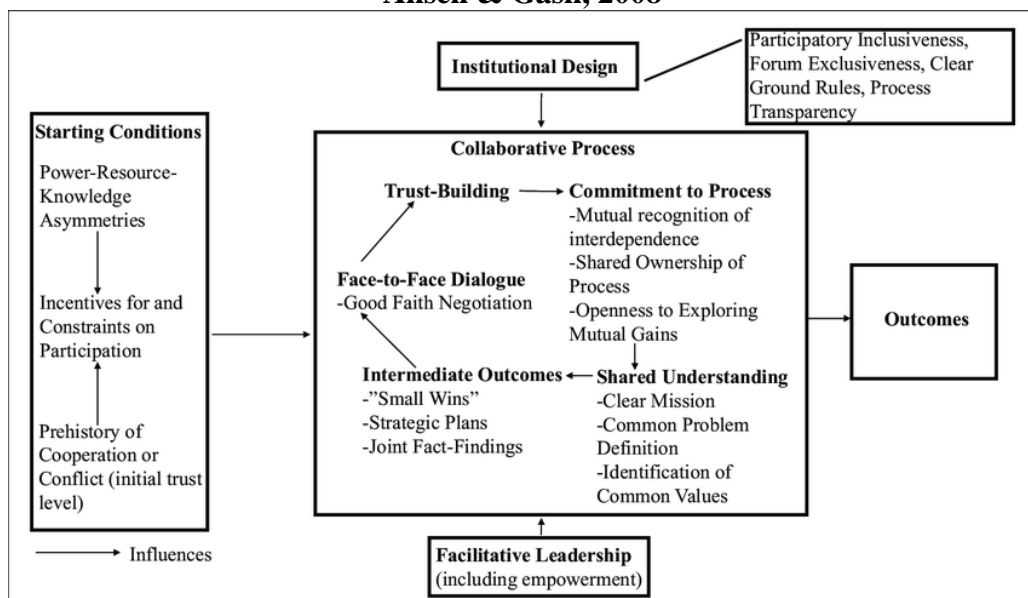 Ansell & Gash, 2008
Institutional Design
Participatory Inclusiveness,
Forum Exclusiveness, Clear
Ground Rules, Process
Transparency
Starting Conditions
Power-Resource-
Knowledge
Asymmetries
Incentives for and
Constraints on
Participation
Prehistory of
Cooperation or
Conflict (initial trust
level)
Influences
Collaborative Process
Trust-Building
Commitment to Process
-Mutual recognition of
interdependence
-Shared Ownership of
Process
-Openness to Exploring
Mutual Gains
Face-to-Face Dialogue
-Good Faith Negotiation
Intermediate Outcomes
-”Small Wins”
-Strategic Plans
-Joint Fact-Findings
Shared Understanding
-Clear Mission
-Common Problem
Definition
-Identification of
Common Values
Outcomes
Facilitative Leadership
(including empowerment)